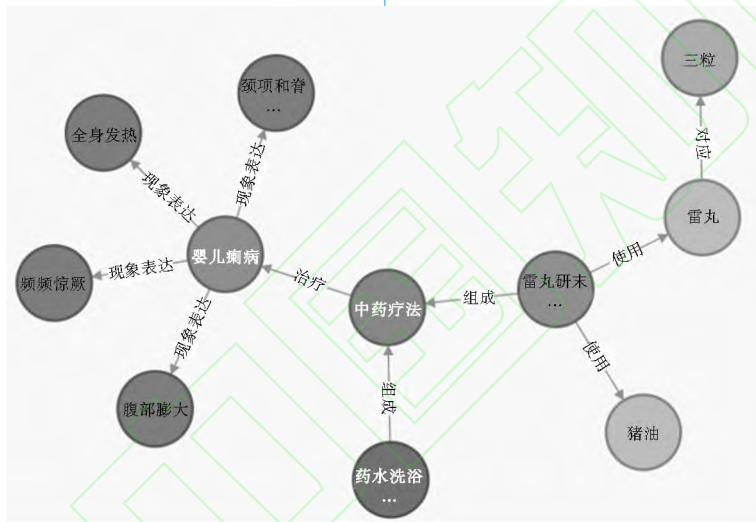 三粒
颈项和脊
...
全身发热
对应
现象表达
现象表达
雷丸
婴儿痫病
使用
频频惊厥
现象表达
治疗
雷丸研末
...
中药疗法
组成
现象表达
使用
组成
腹部膨大
猪油
药水洗浴
...